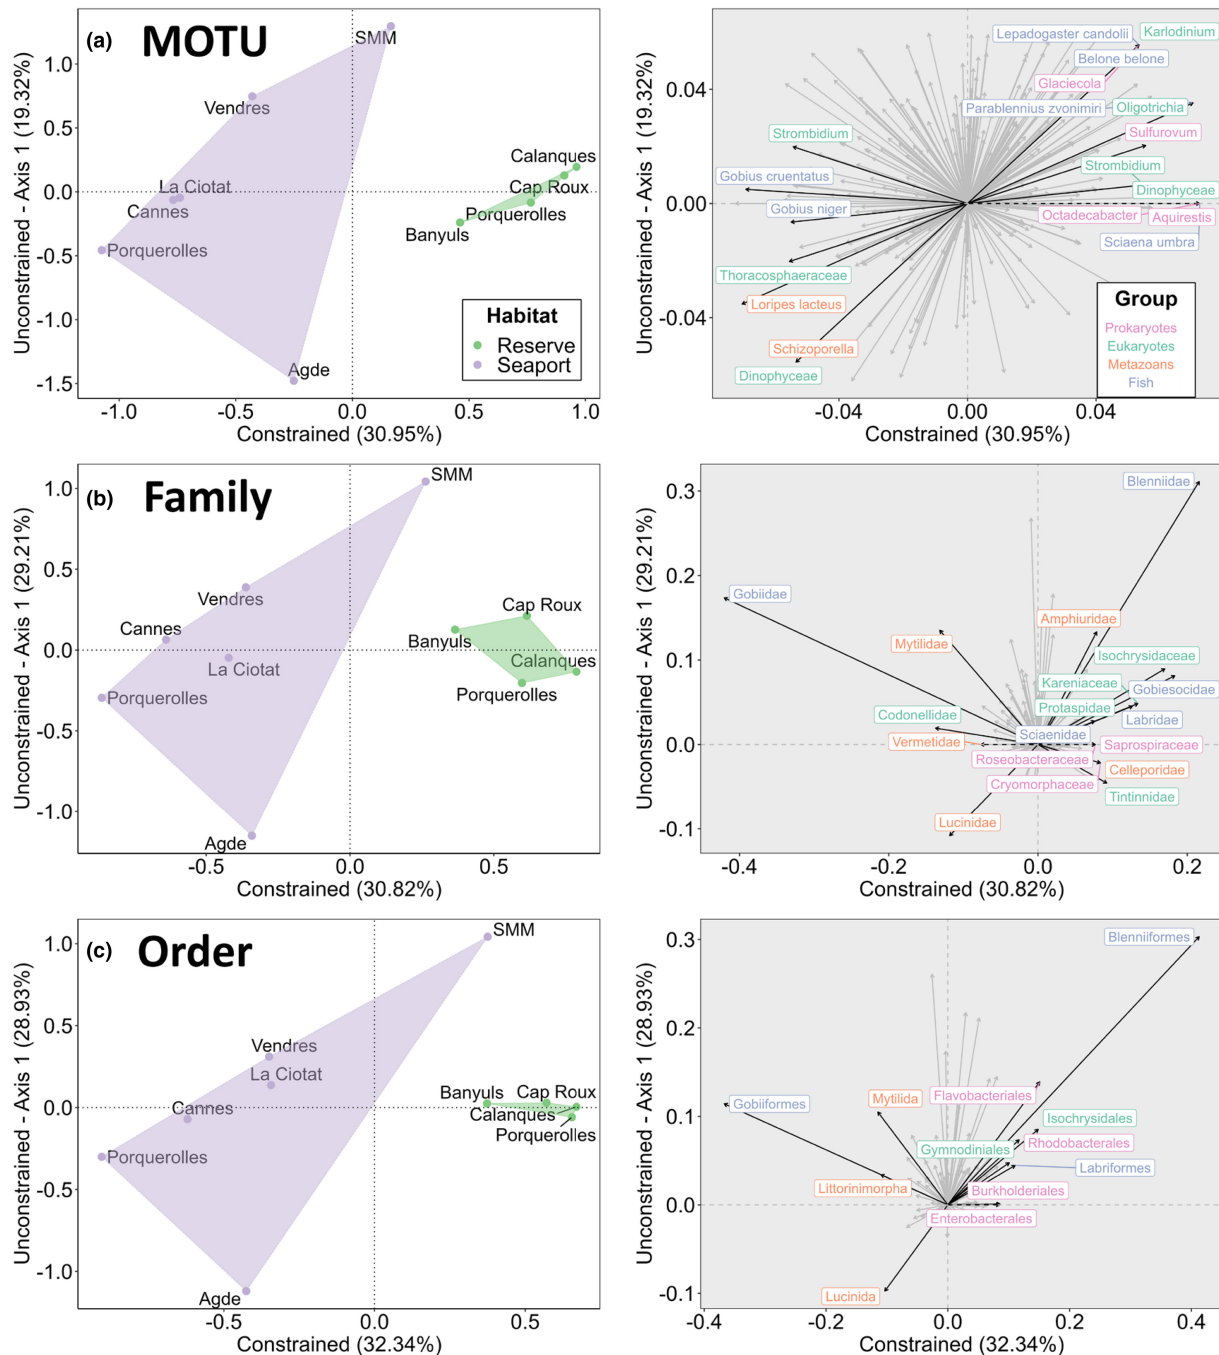 (a) MOTU
Unconstrained - Axis 1 (19.32%)
1.0
0.5
0.0
-0.5
-1.0
-1.5
SMM
Vendres
La Ciotat
Cannes
Porquerolles
Agde
Calanques
Cap Roux
Porquerolles
Banyuls
Habitat
Reserve
Seaport
-1.0 -0.5 0.0 0.5 1.0
Constrained (30.95%)
Unconstrained - Axis 1 (19.32%)
0.04
0.00
-0.04
Lepadogaster candolii
Karlodinium
Belone belone
Glaciecola
Parablennius zvonimiri
Oligotrichia
Strombidium
Sulfurovum
Strombidium
Gobius cruentatus
Dinophyceae
Gobius niger
Octadecabacter
Aquirestis
Sciaena umbra
Thoracosphaeraceae
Loripes lacteus
Schizoporella
Dinophyceae
Group
Prokaryotes
Eukaryotes
Metazoans
Fish
-0.04 0.00 0.04
Constrained (30.95%)
(b) Family
Unconstrained - Axis 1 (29.21%)
1.0
0.5
0.0
-0.5
-1.0
SMM
Vendres
Cannes
La Ciotat
Porquerolles
Agde
Cap Roux
Banyuls
Calanques
Porquerolles
-0.5 0.0 0.5
Constrained (30.82%)
Unconstrained - Axis 1 (29.21%)
0.3
0.2
0.1
0.0
-0.1
Blenniidae
Gobiidae
Amphiuridae
Mytilidae
Isochrysidaceae
Kareniaceae
Gobiesocidae
Protaspidae
Codonellidae
Labridae
Sciaenidae
Vermetidae
Saprospiraceae
Roseobacteraceae
Celleporidae
Cryomorphaceae
Tintinnidae
Lucinidae
-0.4 -0.2 0.0 0.2
Constrained (30.82%)
(c) Order
Unconstrained - Axis 1 (28.93%)
1.0
0.5
0.0
-0.5
-1.0
SMM
Vendres
La Ciotat
Cannes
Porquerolles
Agde
Banyuls
Cap Roux
Calanques
Porquerolles
-0.5 0.0 0.5
Constrained (32.34%)
Unconstrained - Axis 1 (28.93%)
0.3
0.2
0.1
0.0
-0.1
Blenniiformes
Flavobacteriales
Mytilida
Gobiiformes
Isochrysidales
Gymnodiniales
Rhodobacterales
Labriformes
Littorinimorpha
Burkholderiales
Enterobacterales
Lucinida
-0.4 -0.2 0.0 0.2 0.4
Constrained (32.34%)